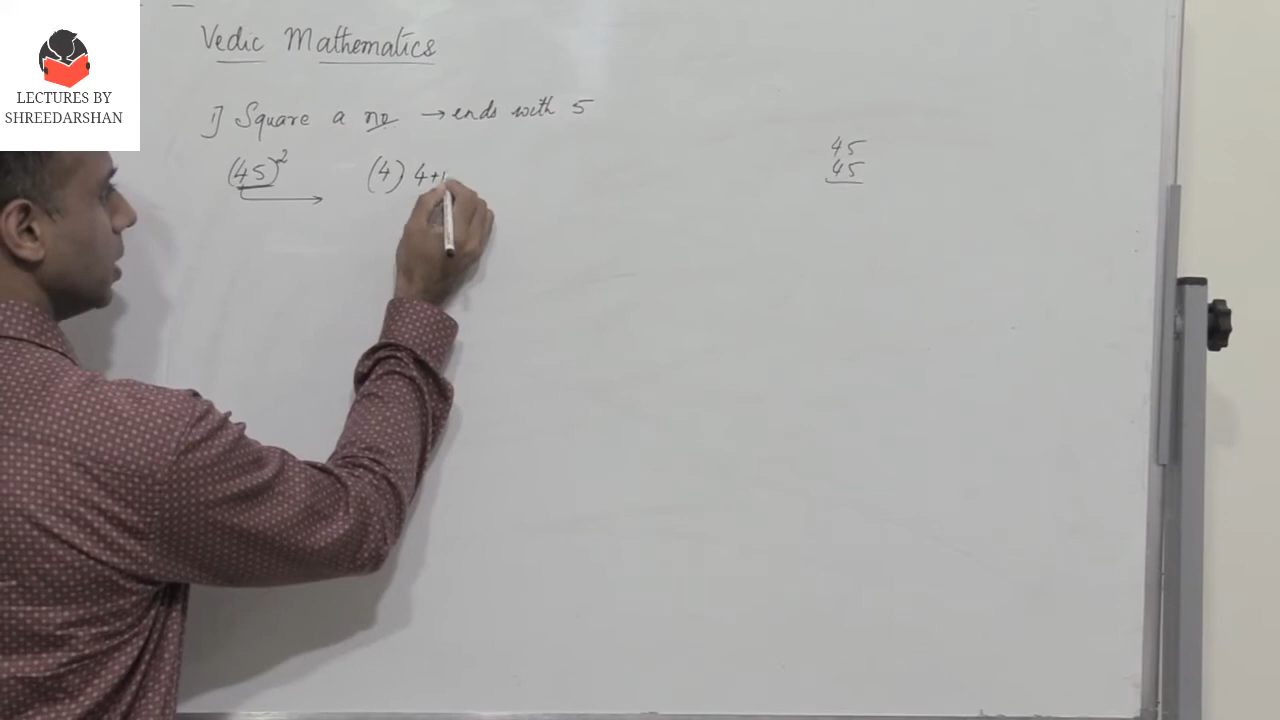 LECTURES BY
SHREEDARSHAN
Vedic Mathematics
1] Square a no → ends with 5
(45)² (4) 4+1
45
45